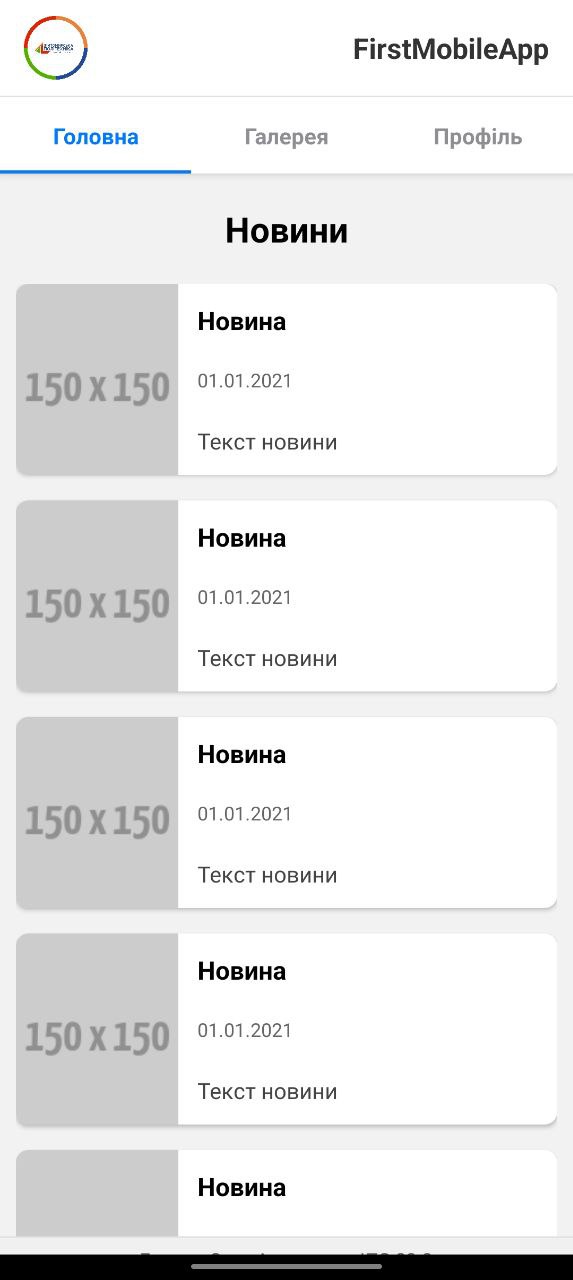 FirstMobileApp
Головна Галерея Профіль
Новини
150 x 150
Новина
01.01.2021
Текст новини
150 x 150
Новина
01.01.2021
Текст новини
150 x 150
Новина
01.01.2021
Текст новини
150 x 150
Новина
01.01.2021
Текст новини
Новина